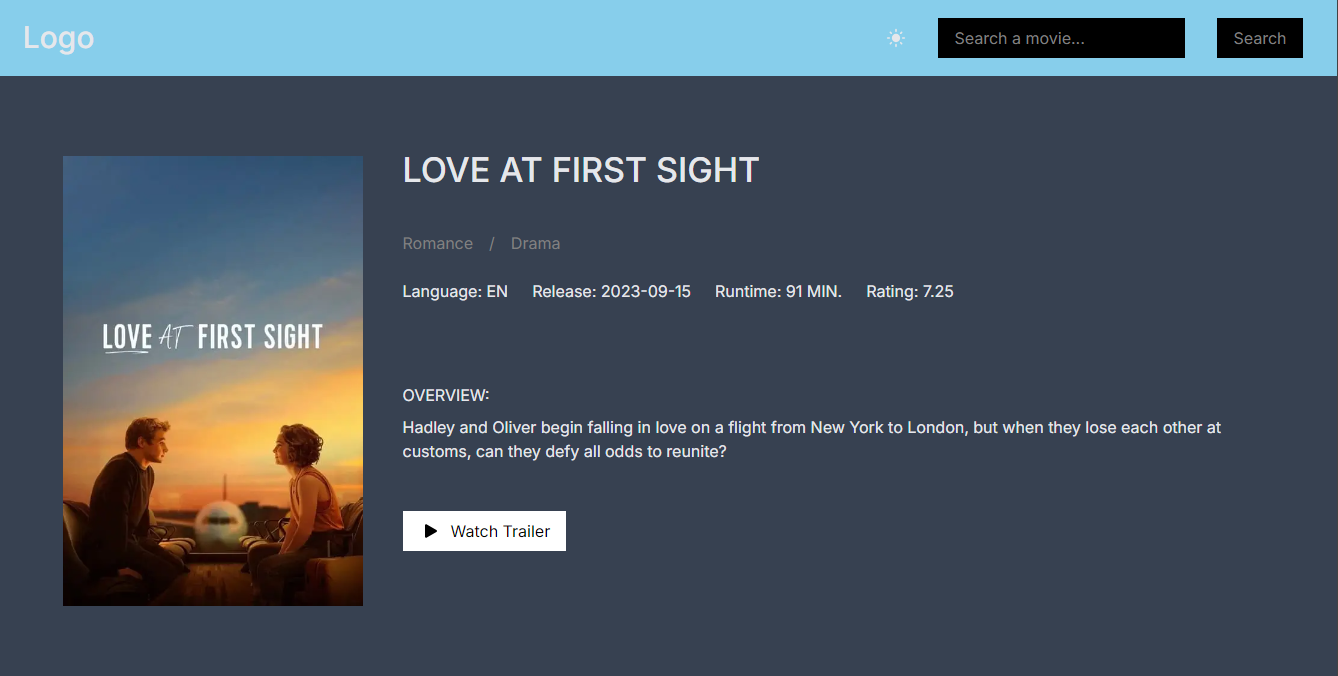 Logo
Search a movie...
Search
LOVE AT FIRST SIGHT
LOVE AT FIRST SIGHT
Romance / Drama
Language: EN Release: 2023-09-15 Runtime: 91 MIN. Rating: 7.25
OVERVIEW:
Hadley and Oliver begin falling in love on a flight from New York to London, but when they lose each other at
customs, can they defy all odds to reunite?
Watch Trailer